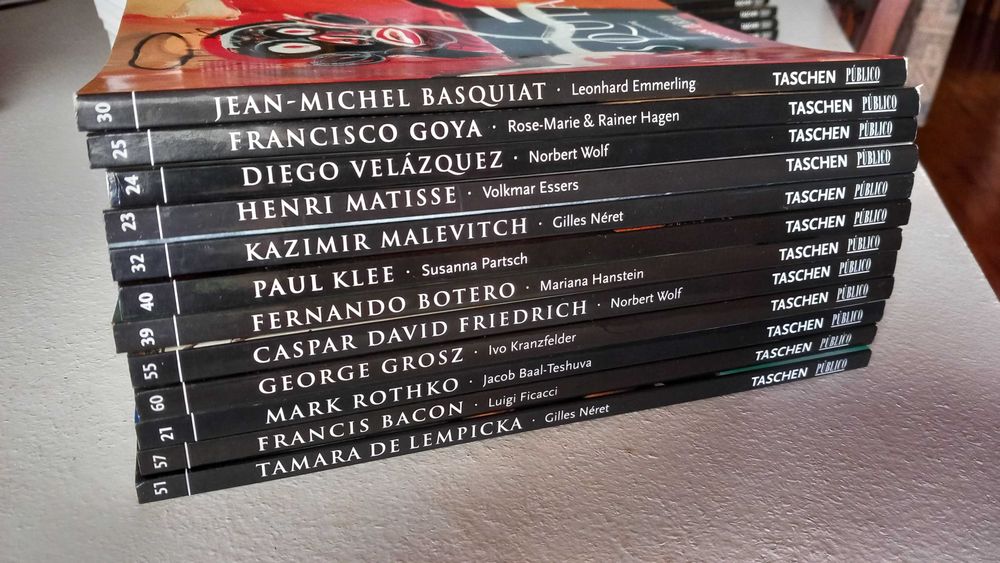 30 JEAN-MICHEL BASQUIAT · Leonhard Emmerling TASCHEN PÚBLICO
25 FRANCISCO GOYA · Rose-Marie & Rainer Hagen TASCHEN PÚBLICO
24 DIEGO VELÁZQUEZ · Norbert Wolf TASCHEN PÚBLICO
23 HENRI MATISSE · Volkmar Essers TASCHEN PÚBLICO
32 KAZIMIR MALEVITCH · Gilles Néret TASCHEN PÚBLICO
40 PAUL KLEE · Susanna Partsch TASCHEN PÚBLICO
39 FERNANDO BOTERO · Mariana Hanstein TASCHEN PÚBLICO
55 CASPAR DAVID FRIEDRICH · Norbert Wolf TASCHEN PÚBLICO
60 GEORGE GROSZ · Ivo Kranzfelder TASCHEN PÚBLICO
21 MARK ROTHKO · Jacob Baal-Teshuva TASCHEN PÚBLICO
57 FRANCIS BACON · Luigi Ficacci TASCHEN PÚBLICO
51 TAMARA DE LEMPICKA · Gilles Néret TASCHEN PÚBLICO